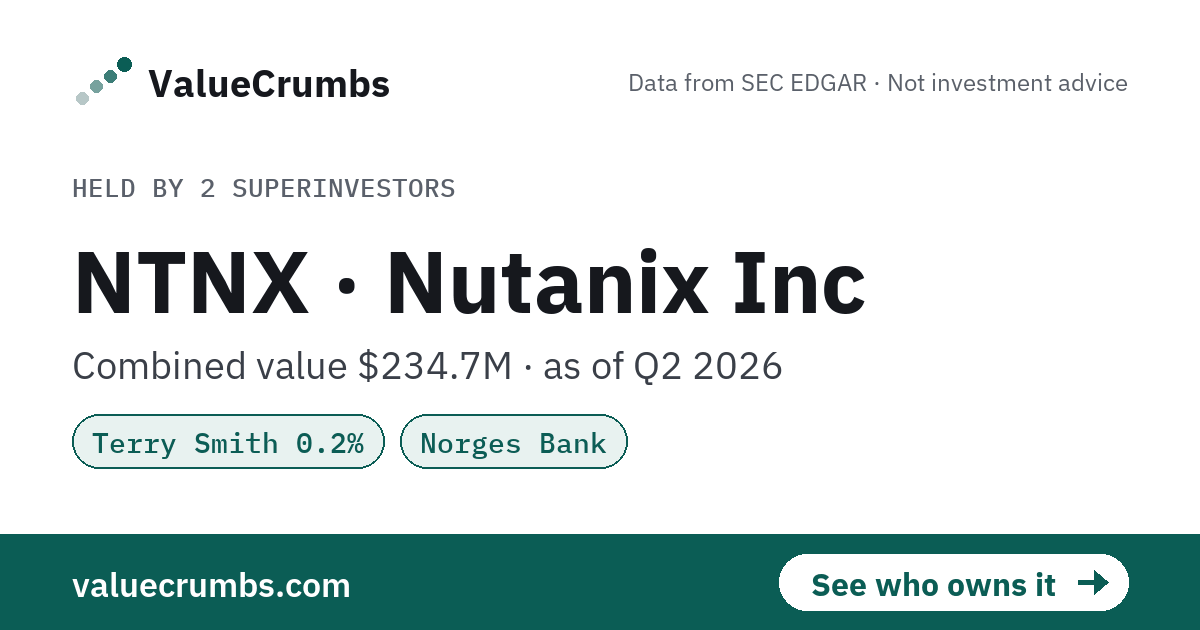 ValueCrumbs
Data from SEC EDGAR · Not investment advice
HELD BY 2 SUPERINVESTORS
NTNX · Nutanix Inc
Combined value $234.7M · as of Q2 2026
Terry Smith 0.2%
Norges Bank
valuecrumbs.com
See who owns it